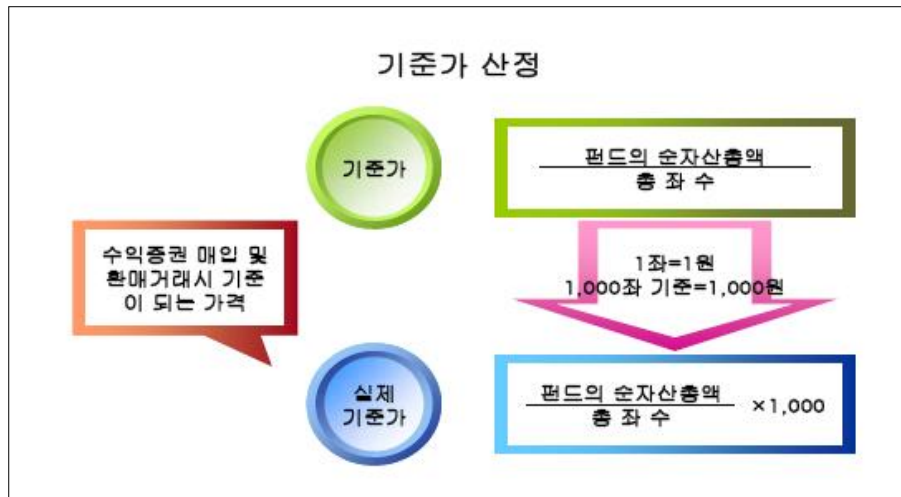 기준가 산정
기준가
펀드의 순자산총액
총 좌 수
수익증권 매입 및
환매거래시 기준
이 되는 가격
1좌=1원
1,000좌 기준=1,000원
실제
기준가
펀드의 순자산총액
총 좌 수
×1,000